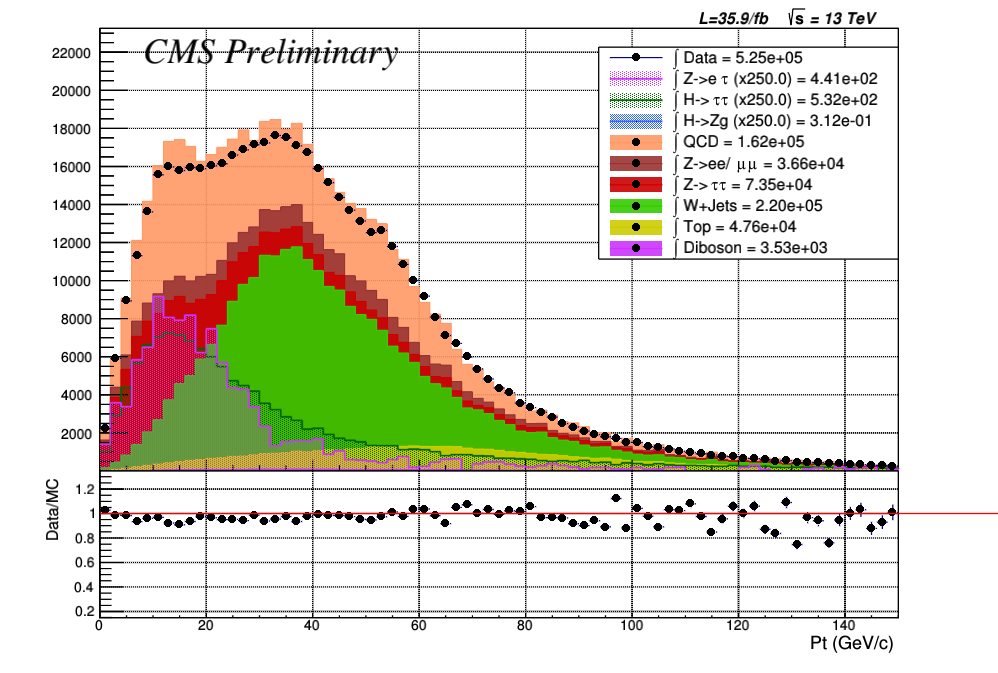 L=35.9/fb √s = 13 TeV
CMS Preliminary
∫ Data = 5.25e+05
∫ Z->e τ (x250.0) = 4.41e+02
∫ H-> ττ (x250.0) = 5.32e+02
∫ H->Zg (x250.0) = 3.12e-01
∫ QCD = 1.62e+05
∫ Z->ee/ μμ = 3.66e+04
∫ Z-> ττ = 7.35e+04
∫ W+Jets = 2.20e+05
∫ Top = 4.76e+04
∫ Diboson = 3.53e+03
22000
20000
18000
16000
14000
12000
10000
8000
6000
4000
2000
Data/MC
1.2
1
0.8
0.6
0.4
0.2
0 20 40 60 80 100 120 140
Pt (GeV/c)